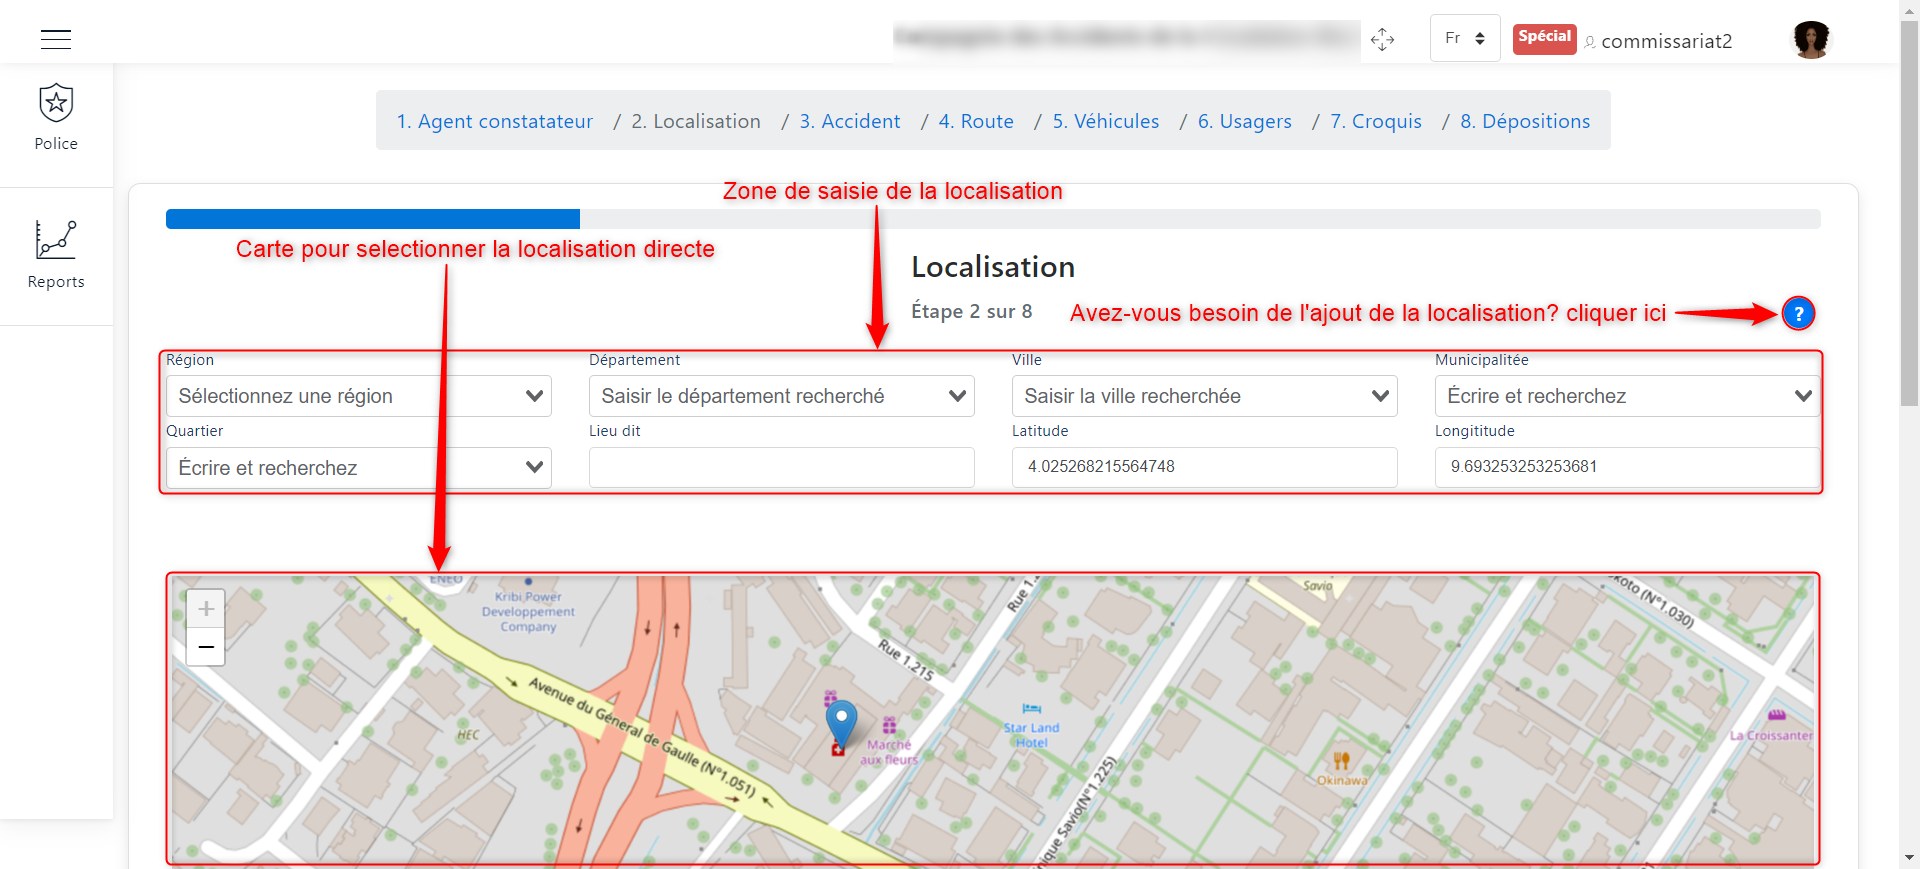 Fr
Spécial
commissariat2
Police
Reports
1. Agent constatateur / 2. Localisation / 3. Accident / 4. Route / 5. Véhicules / 6. Usagers / 7. Croquis / 8. Dépositions
Zone de saisie de la localisation
Carte pour selectionner la localisation directe
Localisation
Étape 2 sur 8
Avez-vous besoin de l'ajout de la localisation? cliquer ici
?
Région
Département
Ville
Municipalitée
Sélectionnez une région
Saisir le département recherché
Saisir la ville recherchée
Écrire et recherchez
Quartier
Lieu dit
Latitude
Longititude
Écrire et recherchez
4.025268215564748
9.693253253253681
+
−
ENEO
Kribi Power
Developpement
Company
Rue 1.2
Savio
koto (N°1.030)
Rue 1.215
Avenue du Géneral de Gaulle (N°1.051)
HEC
Marché
aux fleurs
Star Land
Hotel
La Croissanter
Okinawa
nique Savio(N°1.225)